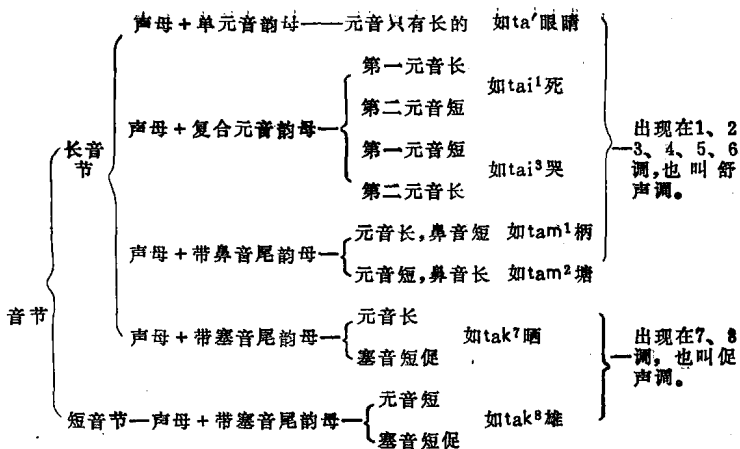 声母+单元音韵母——元音只有长的 如ta′眼睛
第一元音长
如tai¹死
第二元音短
声母+复合元音韵母
第一元音短
如tai³哭
第二元音长
长音节
出现在1、2
3、4、5、6
调,也叫舒
声调。
元音长,鼻音短 如tam¹柄
声母+带鼻音尾韵母
元音短,鼻音长 如tam²塘
音节
元音长
声母+带塞音尾韵母
如tak⁷晒
塞音短促
出现在7、8
调,也叫促
声调。
短音节—声母+带塞音尾韵母
无音短
如tak⁸雄
塞音短促